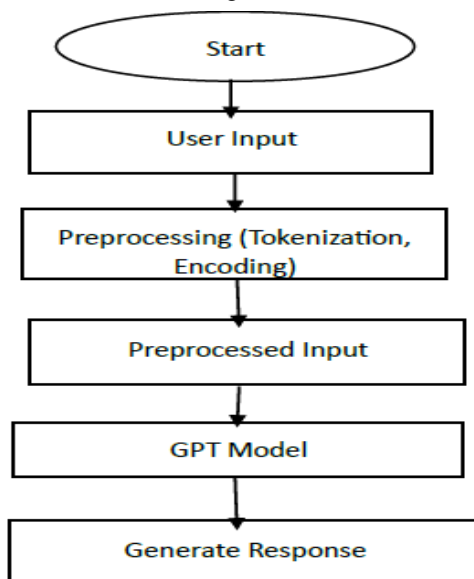 Start
User Input
Preprocessing (Tokenization,
Encoding)
Preprocessed Input
GPT Model
Generate Response